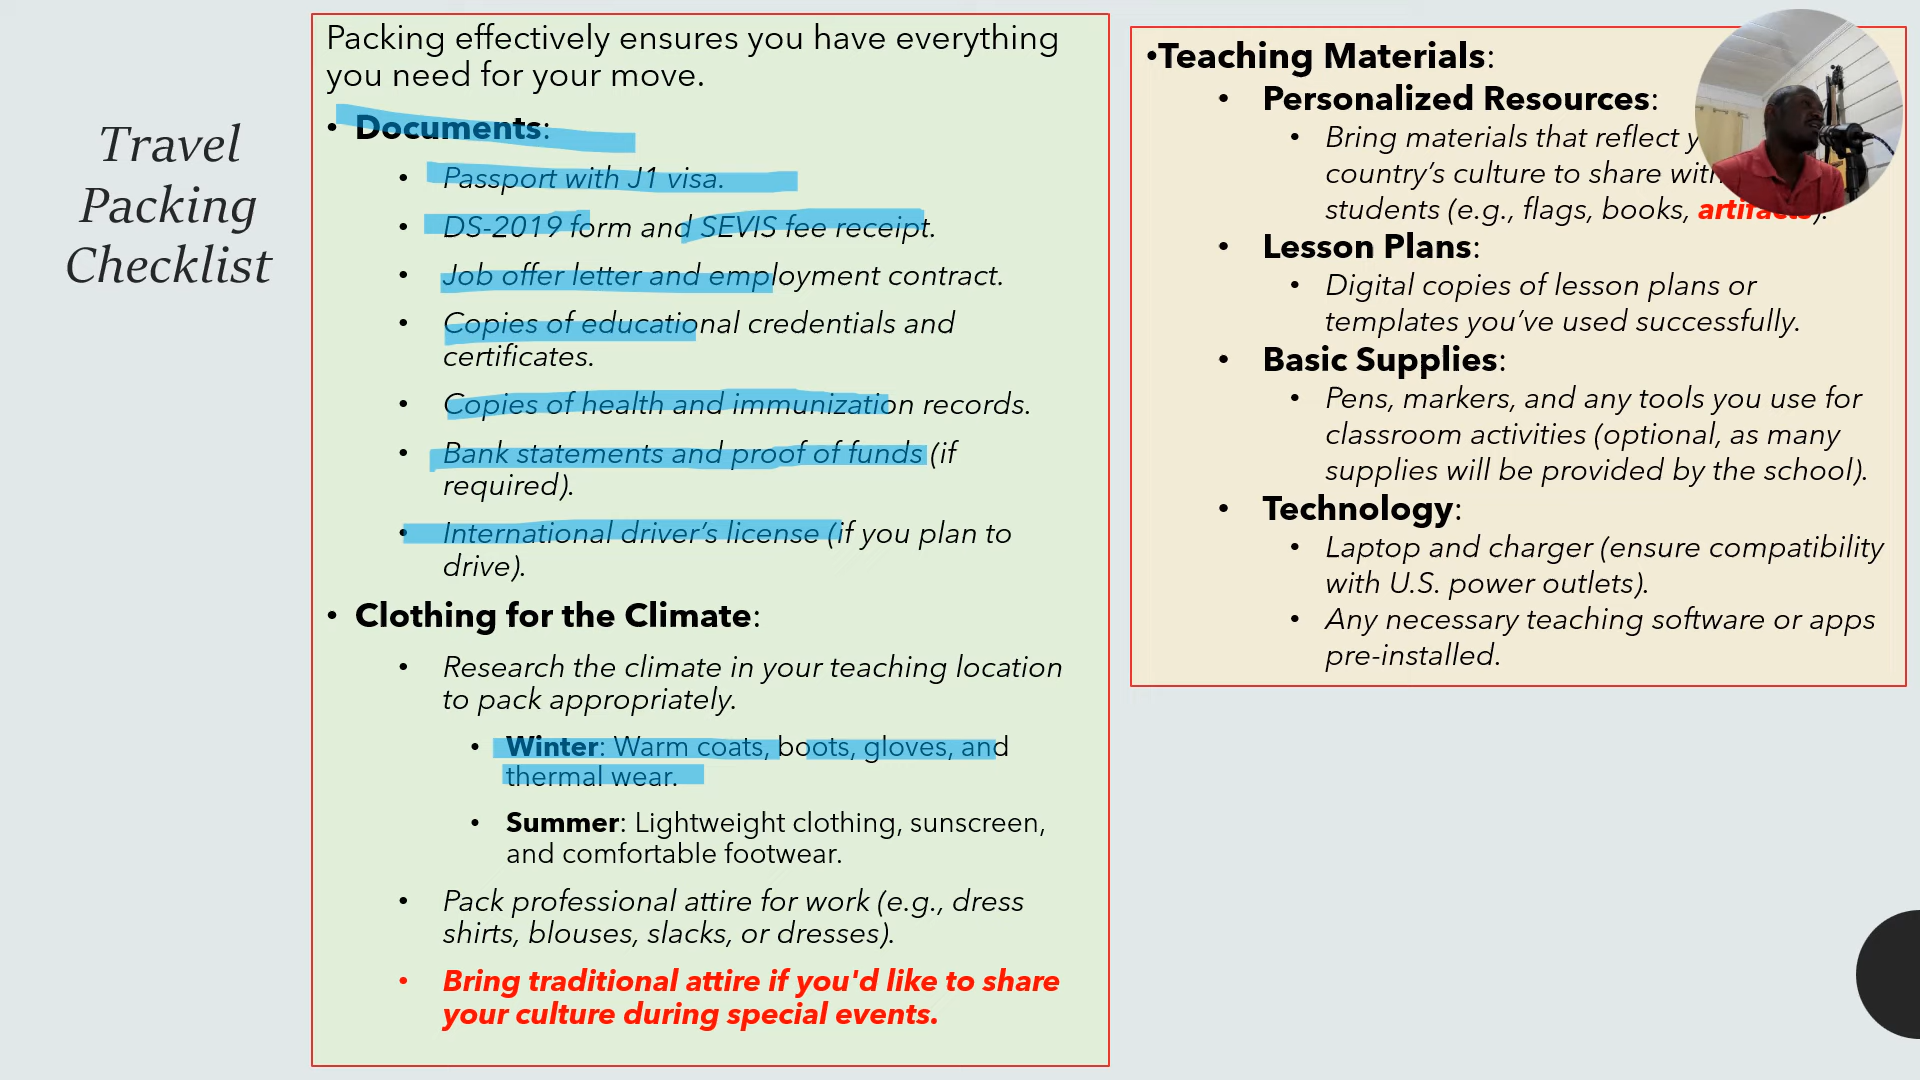 Travel
Packing
Checklist
Packing effectively ensures you have everything
you need for your move.
• Documents:
• Passport with J1 visa.
• DS-2019 form and SEVIS fee receipt.
• Job offer letter and employment contract.
• Copies of educational credentials and
certificates.
• Copies of health and immunization records.
• Bank statements and proof of funds (if
required).
• International driver’s license (if you plan to
drive).
• Clothing for the Climate:
• Research the climate in your teaching location
to pack appropriately.
• Winter: Warm coats, boots, gloves, and
thermal wear.
• Summer: Lightweight clothing, sunscreen,
and comfortable footwear.
• Pack professional attire for work (e.g., dress
shirts, blouses, slacks, or dresses).
• Bring traditional attire if you'd like to share
your culture during special events.
•Teaching Materials:
• Personalized Resources:
• Bring materials that reflect
country’s culture to share with
students (e.g., flags, books, artifacts).
• Lesson Plans:
• Digital copies of lesson plans or
templates you’ve used successfully.
• Basic Supplies:
• Pens, markers, and any tools you use for
classroom activities (optional, as many
supplies will be provided by the school).
• Technology:
• Laptop and charger (ensure compatibility
with U.S. power outlets).
• Any necessary teaching software or apps
pre-installed.